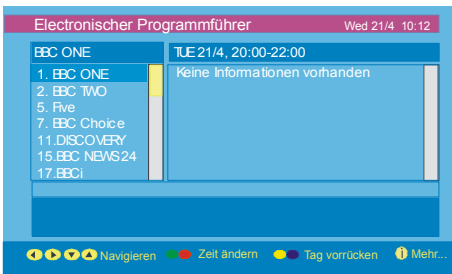 Electronischer Programmführer Wed 21/4 10:12
BBC ONE TUE 21/4, 20:00-22:00
1. BBC ONE Keine Informationen vorhanden
2. BBC TWO
5. Five
7. BBC Choice
11.DISCOVERY
15.BBC NEWS 24
17.BBCi
Navigieren Zeit ändern Tag vorrücken i Mehr...